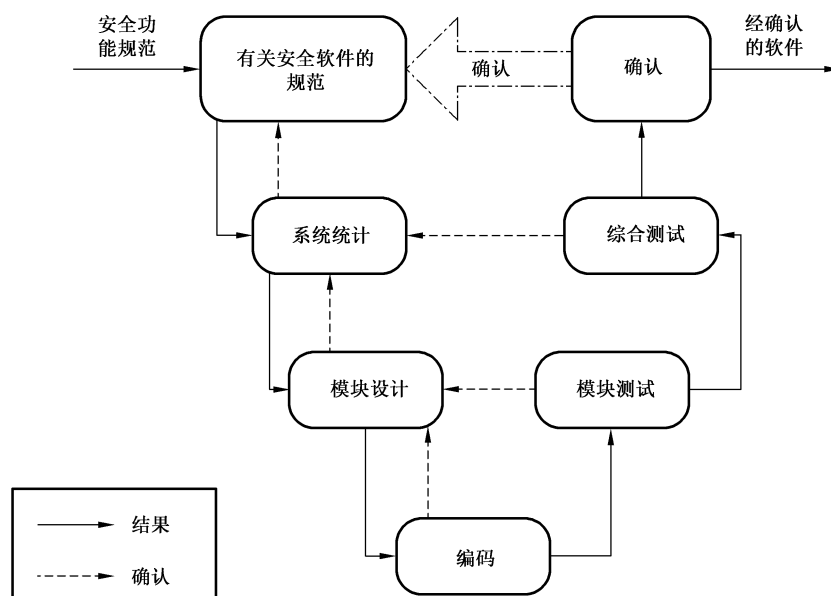 安全功
能规范
有关安全软件的
规范
确认
确认
经确认
的软件
系统统计
综合测试
模块设计
模块测试
编码
结果
确认